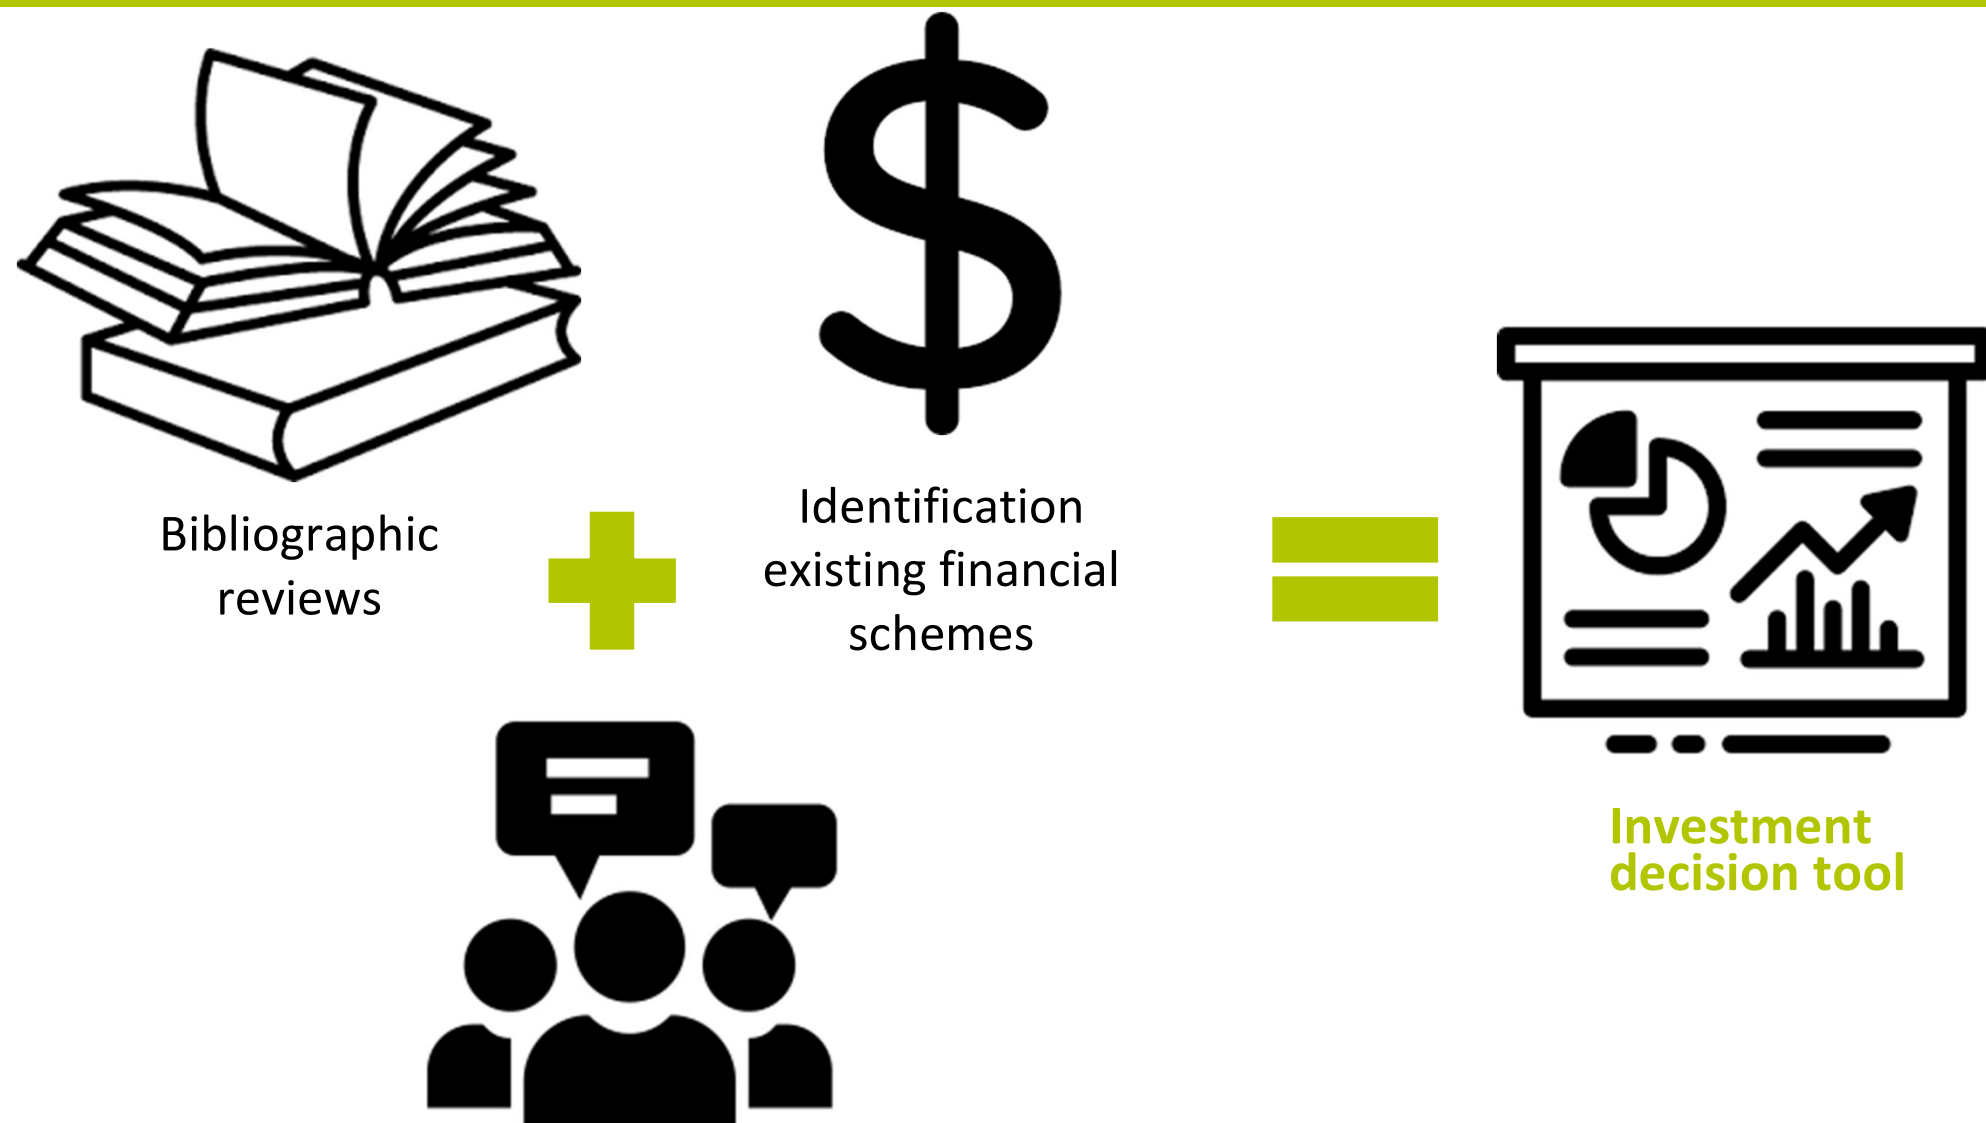 Bibliographic
reviews
Identification
existing financial
schemes
Investment
decision tool